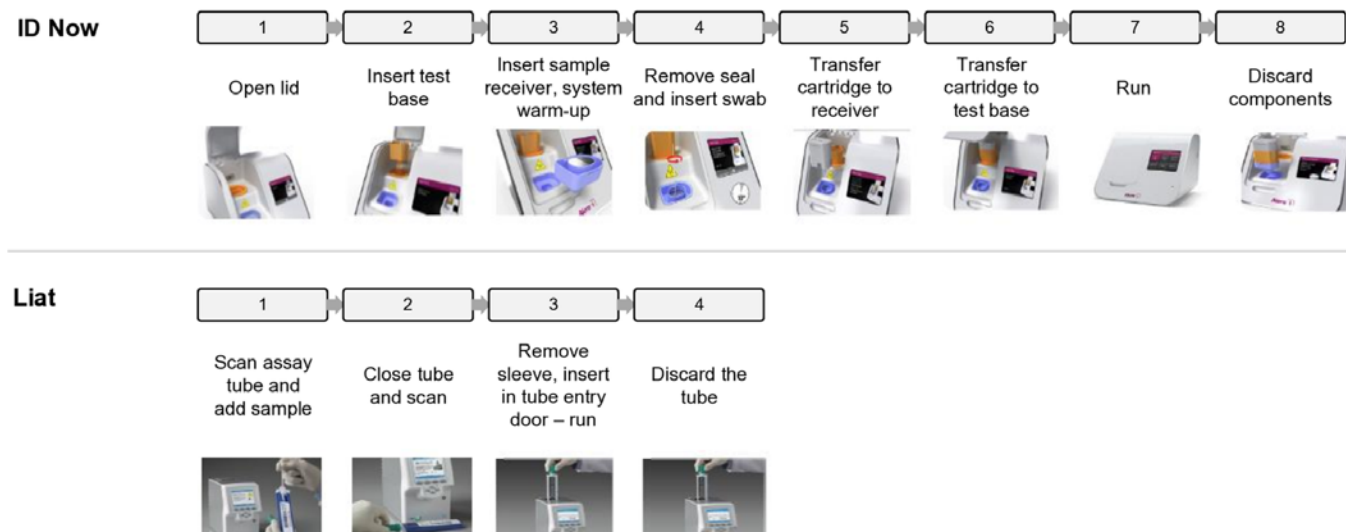 ID Now
1 2 3 4 5 6 7 8
Open lid
Insert test
base
Insert sample
receiver, system
warm-up
Remove seal
and insert swab
Transfer
cartridge to
receiver
Transfer
cartridge to
test base
Run
Discard
components
Liat
1 2 3 4
Scan assay
tube and
add sample
Close tube
and scan
Remove
sleeve, insert
in tube entry
door – run
Discard the
tube